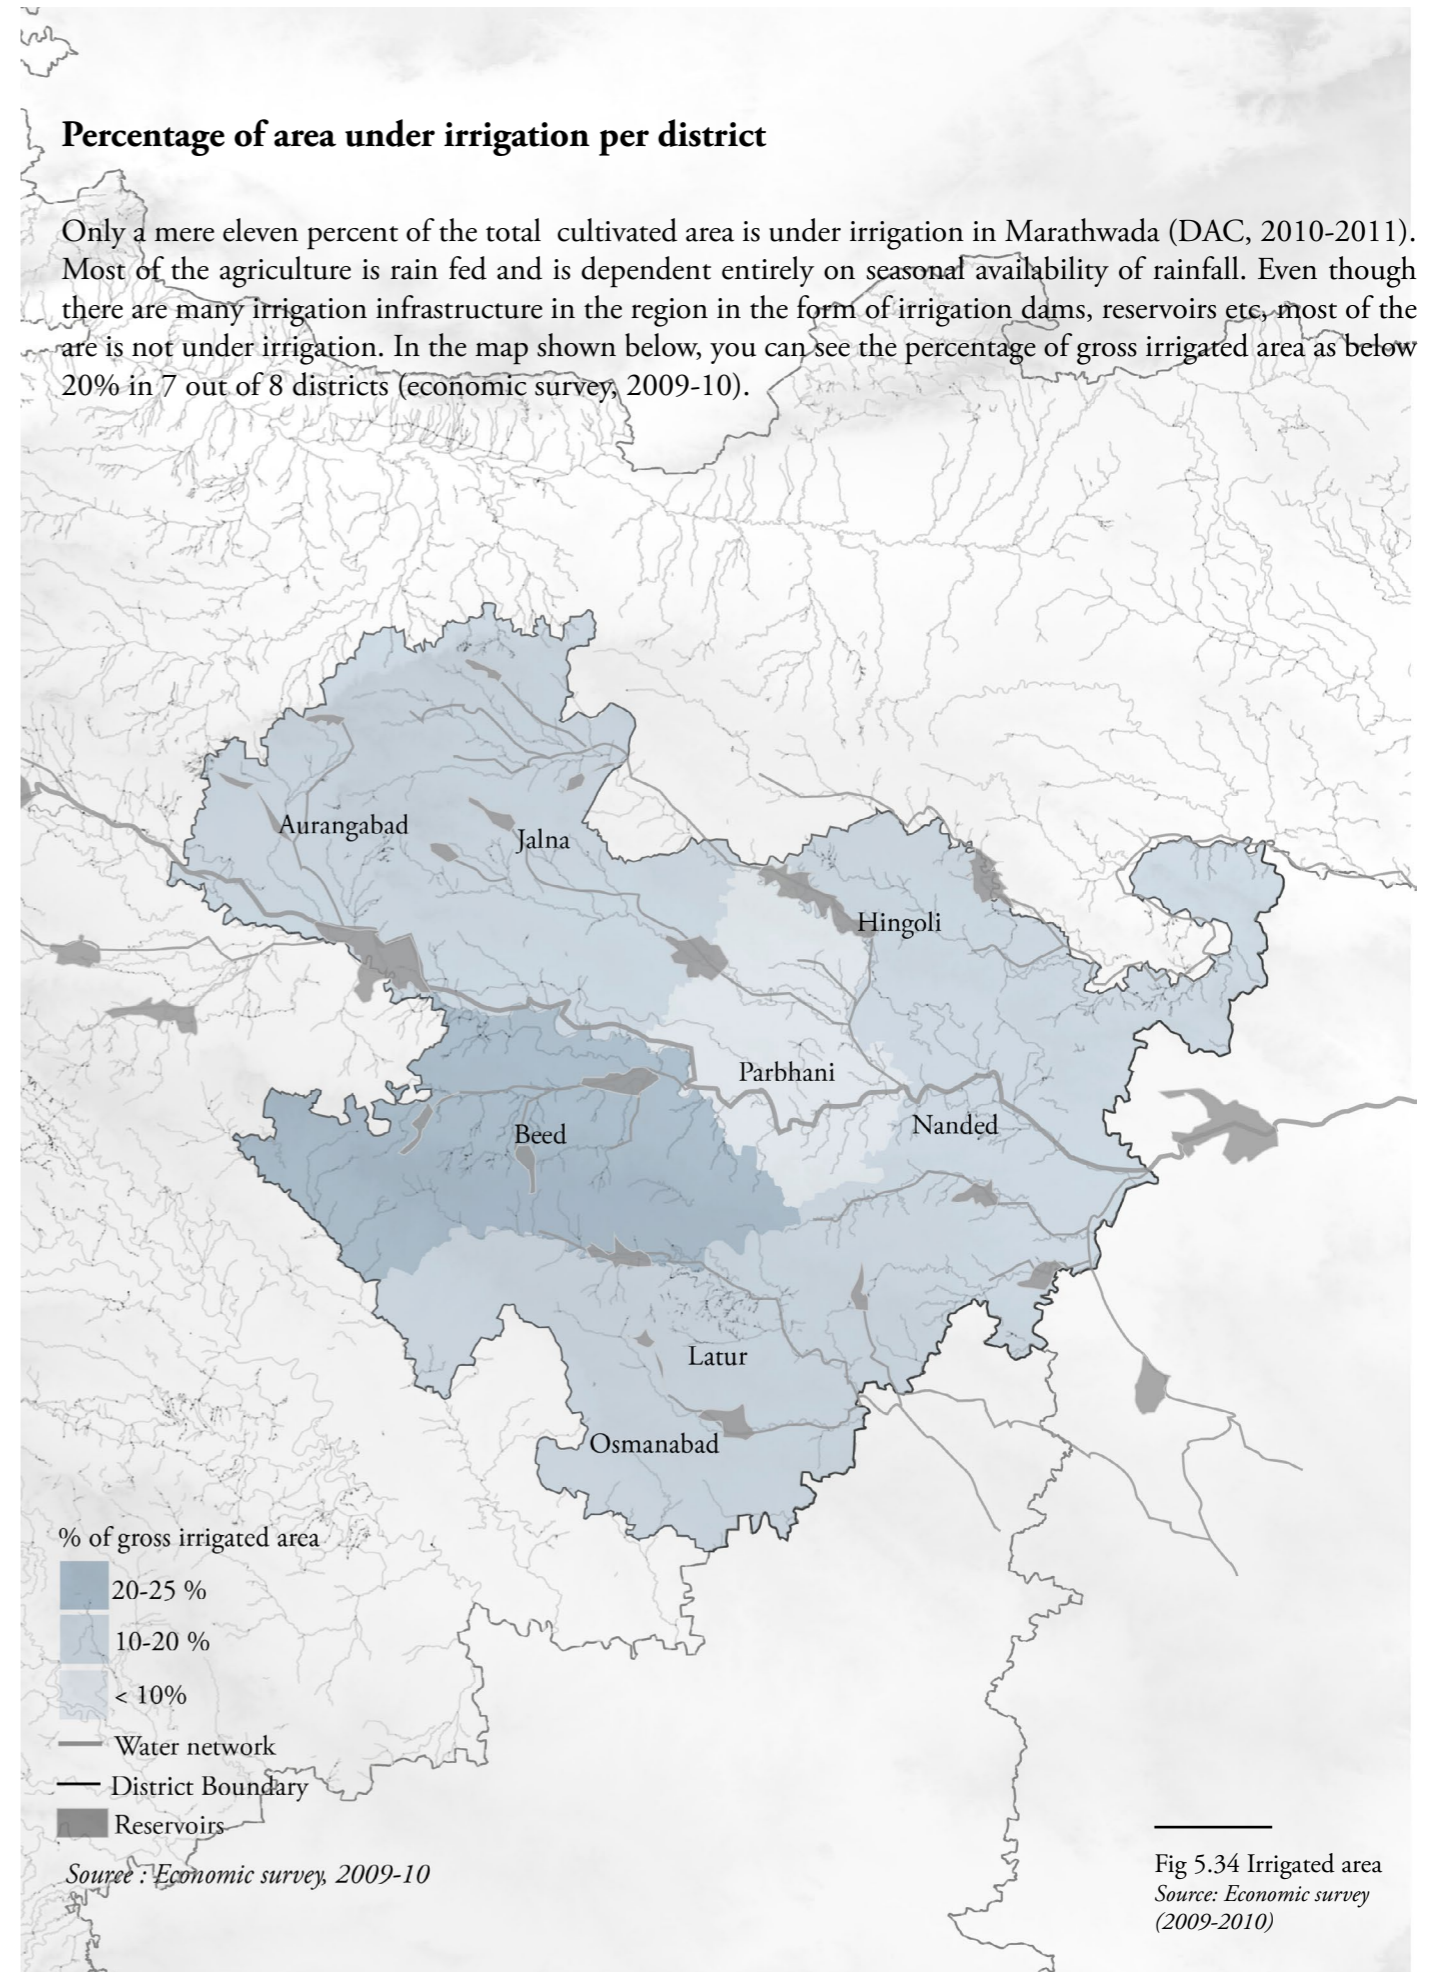 Percentage of area under irrigation per district
Only a mere eleven percent of the total cultivated area is under irrigation in Marathwada (DAC, 2010-2011).
Most of the agriculture is rain fed and is dependent entirely on seasonal availability of rainfall. Even though
there are many irrigation infrastructure in the region in the form of irrigation dams, reservoirs etc, most of the
are is not under irrigation. In the map shown below, you can see the percentage of gross irrigated area as below
20% in 7 out of 8 districts (economic survey, 2009-10).
Aurangabad
Jalna
Hingoli
Parbhani
Nanded
Beed
Latur
Osmanabad
% of gross irrigated area
20-25 %
10-20 %
< 10%
Water network
District Boundary
Reservoirs
Source : Economic survey, 2009-10
Fig 5.34 Irrigated area
Source: Economic survey
(2009-2010)